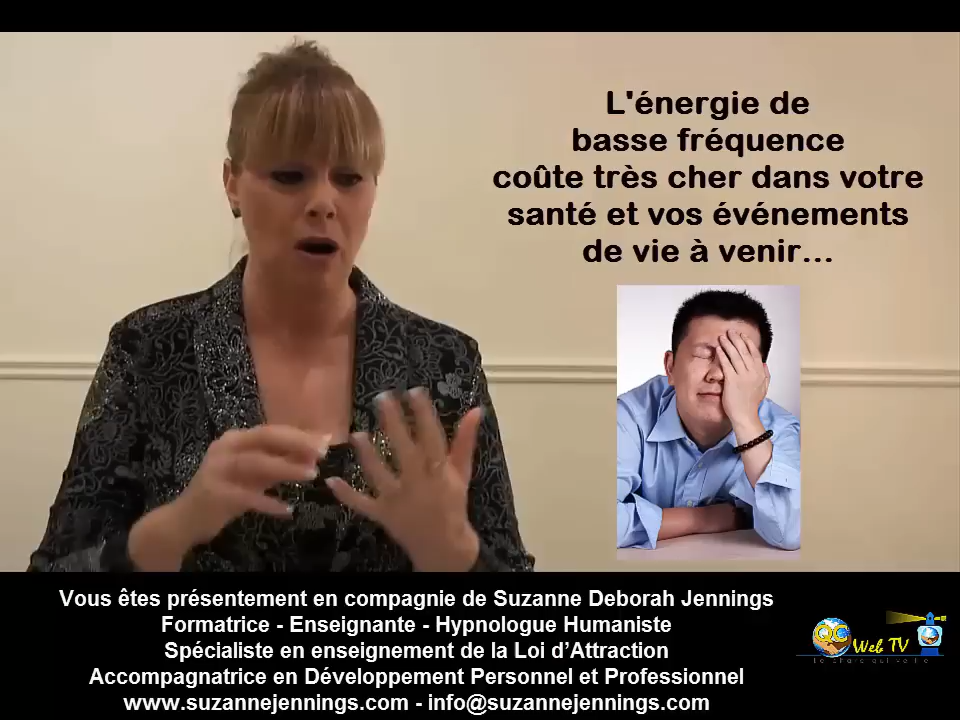 L'énergie de
basse fréquence
coûte très cher dans votre
santé et vos événements
de vie à venir...
Vous êtes présentement en compagnie de Suzanne Deborah Jennings
Formatrice - Enseignante - Hypnologue Humaniste
Spécialiste en enseignement de la Loi d'Attraction
Accompagnatrice en Développement Personnel et Professionnel
www.suzannejennings.com - info@suzannejennings.com
Web TV